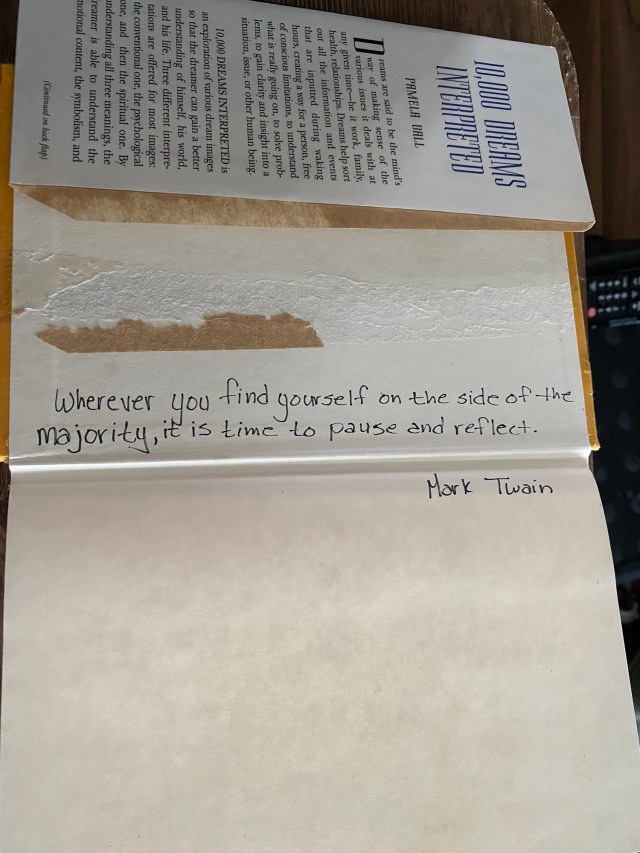 10,000 DREAMS
INTERPRETED
PAMELA BALL
Dreams are said to be the mind's
way of making sense of the
various issues it deals with at
any given time—be it work, family,
health, relationships. Dreams help sort
out all the information and events
that are inputted during waking
hours, creating a way for a person, free
of conscious limitations, to understand
what is really going on, to solve prob-
lems, to gain clarity and insight into a
situation, issue, or other human being.
10,000 DREAMS INTERPRETED is
an exploration of various dream images
so that the dreamer can gain a better
understanding of himself, his world,
and his life. Three different interpre-
tations are offered for most images:
the conventional one, the psychological
one, and then the spiritual one. By
nderstanding all three meanings, the
reamer is able to understand the
motional content, the symbolism, and
(Continued on back flap)
Wherever you find yourself on the side of the
majority, it is time to pause and reflect.
Mark Twain